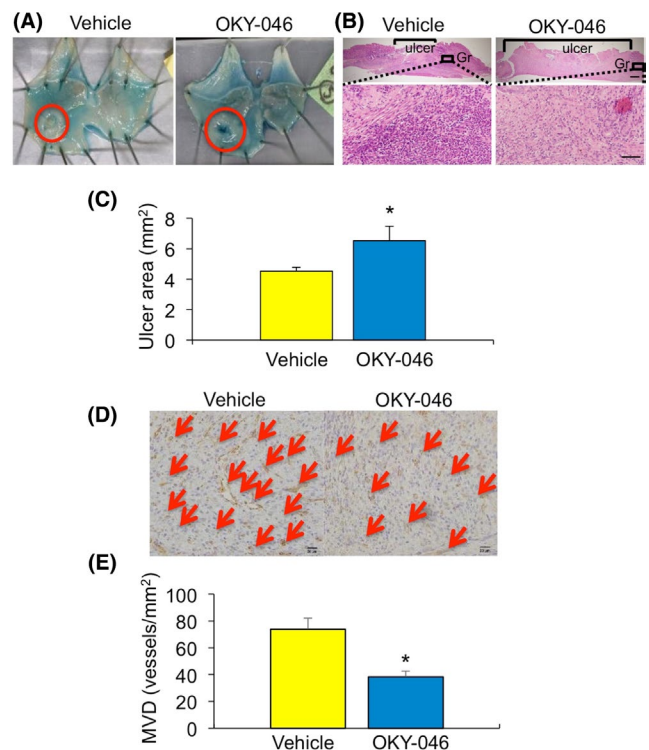 (A)
Vehicle
OKY-046
(B)
Vehicle
OKY-046
ulcer
Gr
ulcer
Gr
(C)
Ulcer area (mm²)
8
6
4
2
0
*
Vehicle
OKY-046
(D)
Vehicle
OKY-046
(E)
MVD (vessels/mm²)
100
80
60
40
20
0
*
Vehicle
OKY-046